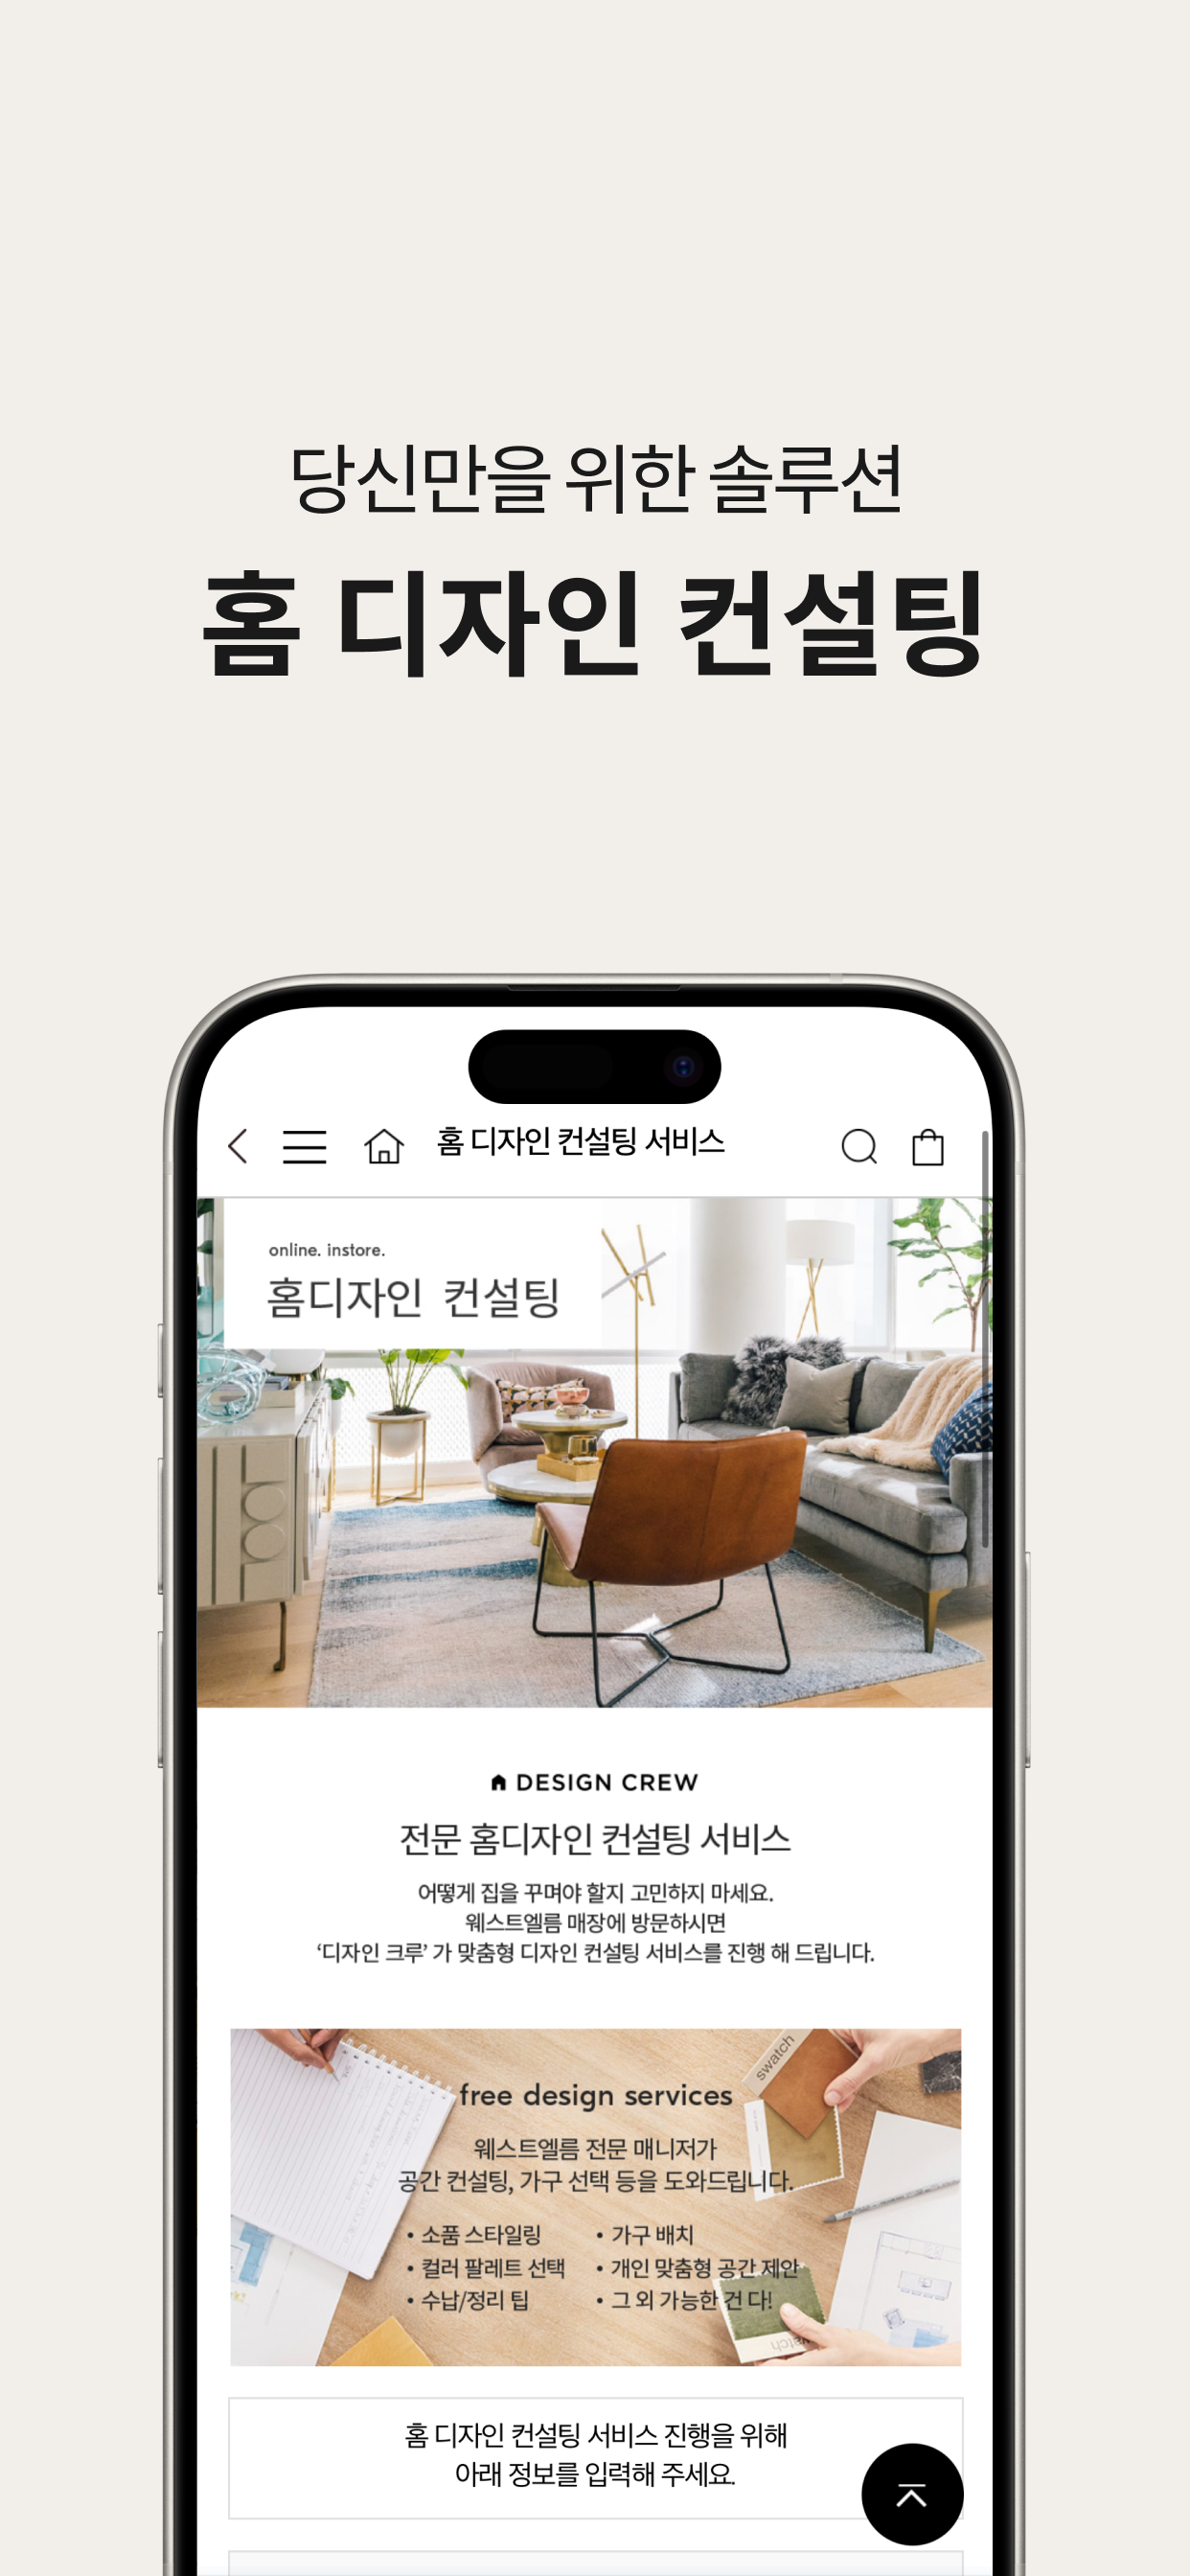 당신만을 위한 솔루션
홈 디자인 컨설팅
홈 디자인 컨설팅 서비스
online. instore.
홈디자인 컨설팅
DESIGN CREW
전문 홈디자인 컨설팅 서비스
어떻게 집을 꾸며야 할지 고민하지 마세요.
웨스트엘름 매장에 방문하시면
‘디자인 크루’ 가 맞춤형 디자인 컨설팅 서비스를 진행 해 드립니다.
swatch
free design services
웨스트엘름 전문 매니저가
공간 컨설팅, 가구 선택 등을 도와드립니다.
• 소품 스타일링
• 컬러 팔레트 선택
• 수납/정리 팁
• 가구 배치
• 개인 맞춤형 공간 제안
• 그 외 가능한 건 다!
홈 디자인 컨설팅 서비스 진행을 위해
아래 정보를 입력해 주세요.